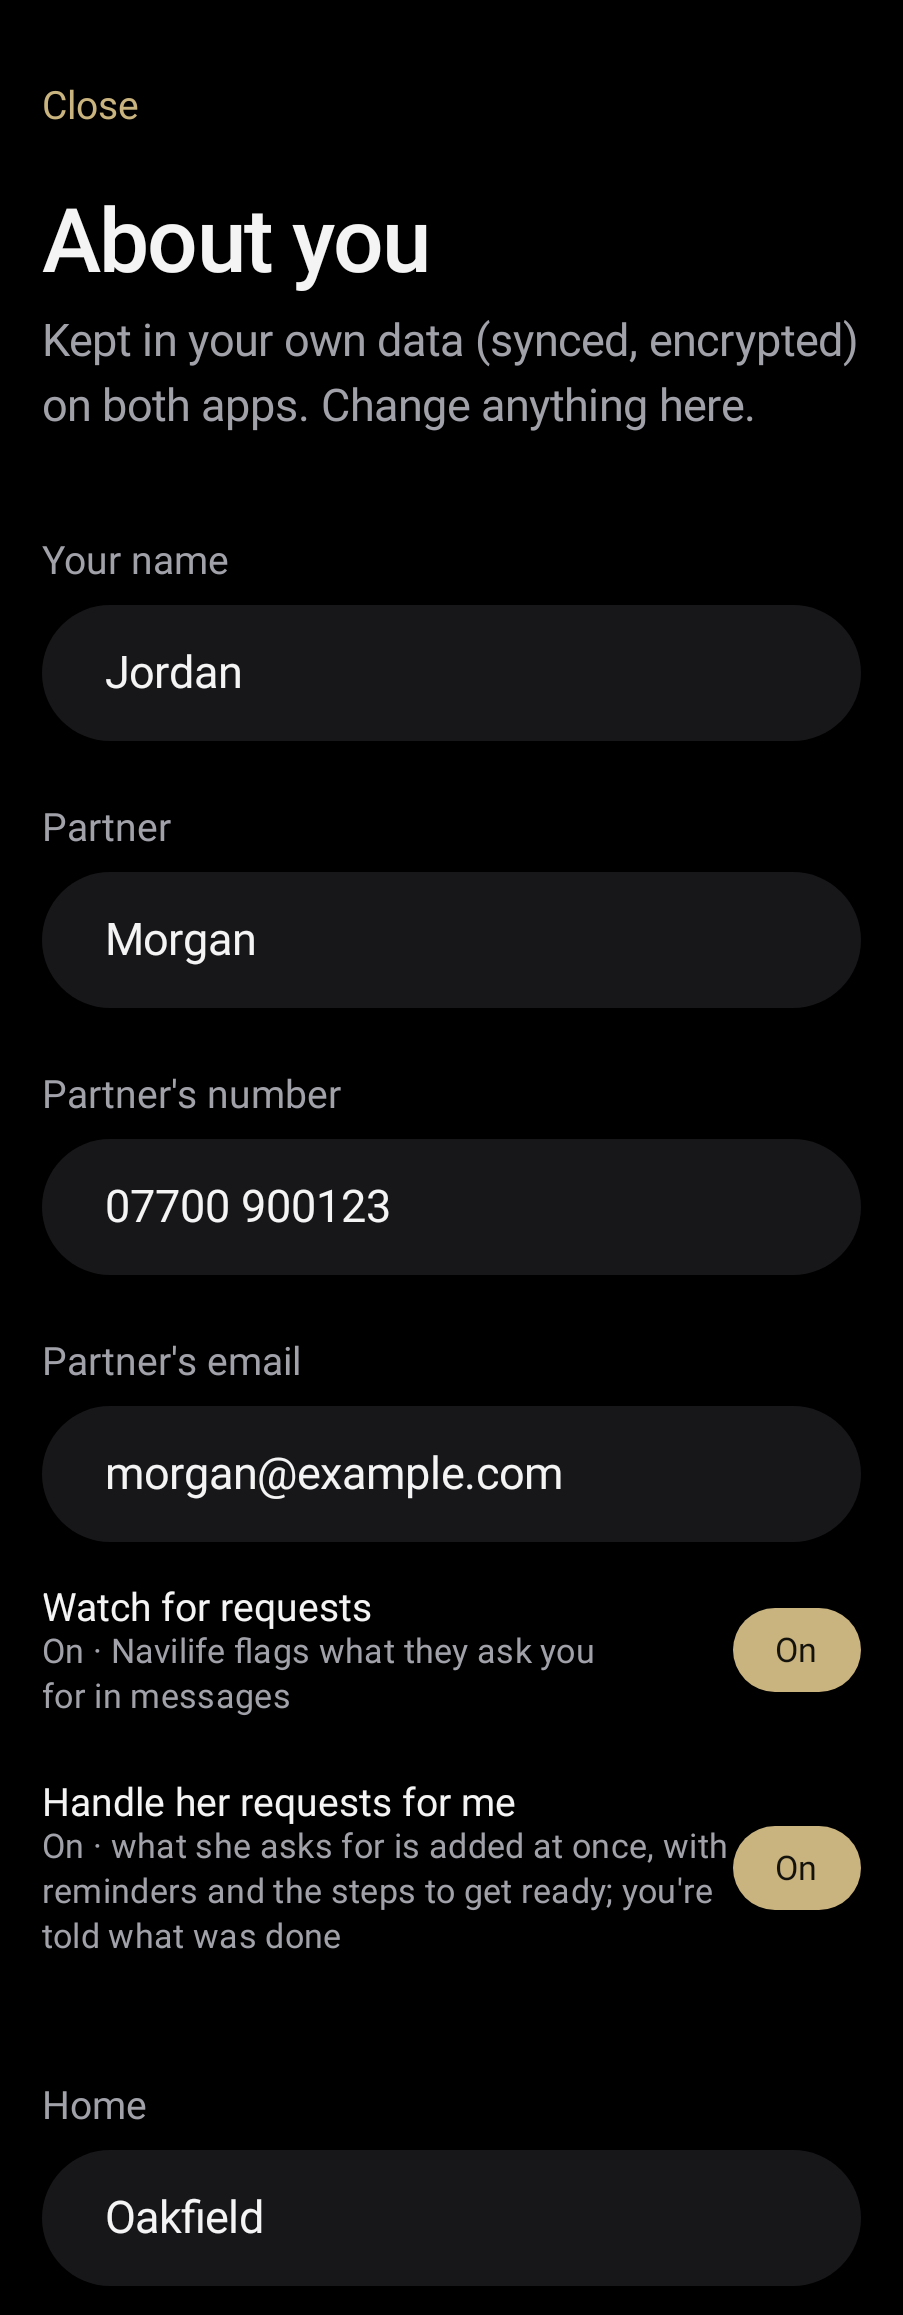 Close
About you
Kept in your own data (synced, encrypted)
on both apps. Change anything here.
Your name
Jordan
Partner
Morgan
Partner's number
07700 900123
Partner's email
morgan@example.com
Watch for requests
On · Navilife flags what they ask you
for in messages
On
Handle her requests for me
On · what she asks for is added at once, with
reminders and the steps to get ready; you're
told what was done
On
Home
Oakfield